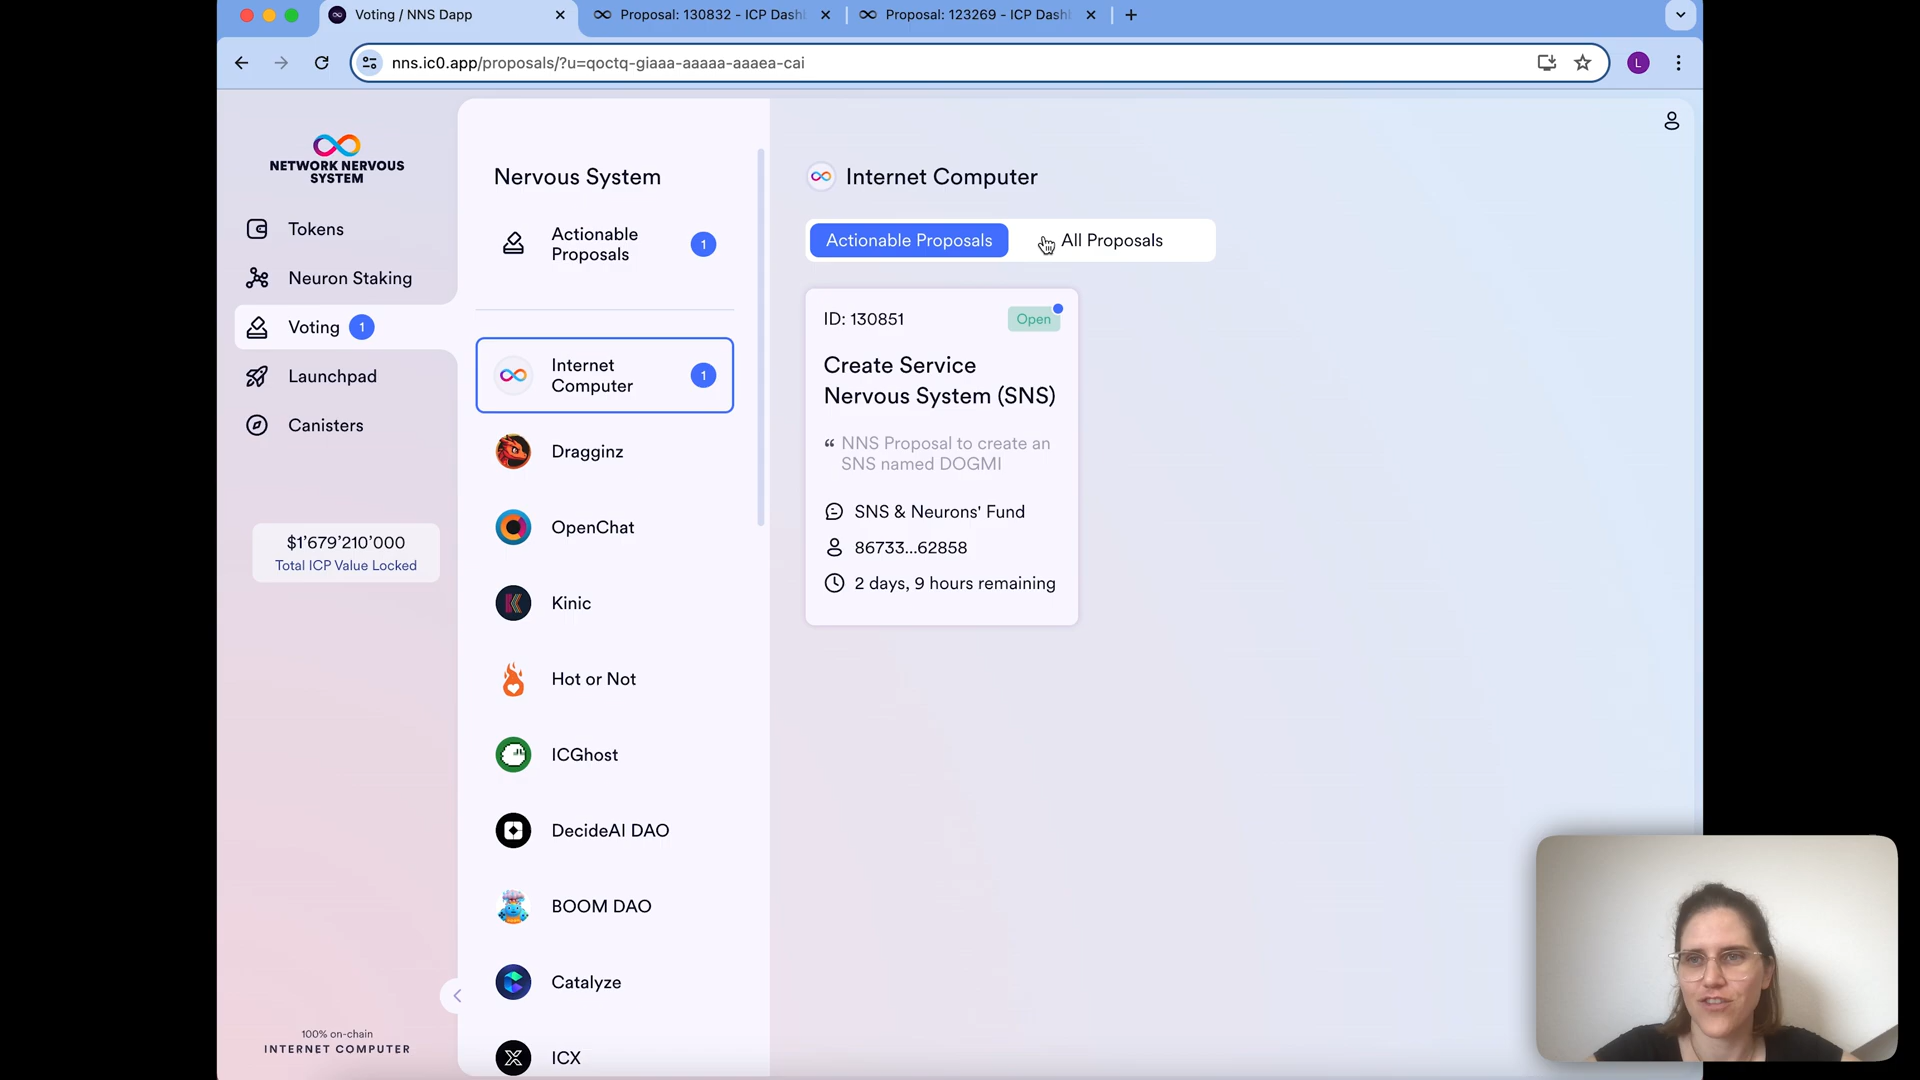 Voting / NNS Dapp
Proposal: 130832 - ICP Dash
Proposal: 123269 - ICP Dash
nns.ic0.app/proposals/?u=qoctq-giaaa-aaaaa-aaaea-cai
L
NETWORK NERVOUS
SYSTEM
Tokens
Neuron Staking
Voting 1
Launchpad
Canisters
$1’679’210’000
Total ICP Value Locked
100% on-chain
INTERNET COMPUTER
Nervous System
Actionable
Proposals
1
Internet
Computer
1
Dragginz
OpenChat
Kinic
Hot or Not
ICGhost
DecideAI DAO
BOOM DAO
Catalyze
ICX
Internet Computer
Actionable Proposals
All Proposals
ID: 130851
Open
Create Service
Nervous System (SNS)
“ NNS Proposal to create an
SNS named DOGMI
SNS & Neurons' Fund
86733...62858
2 days, 9 hours remaining